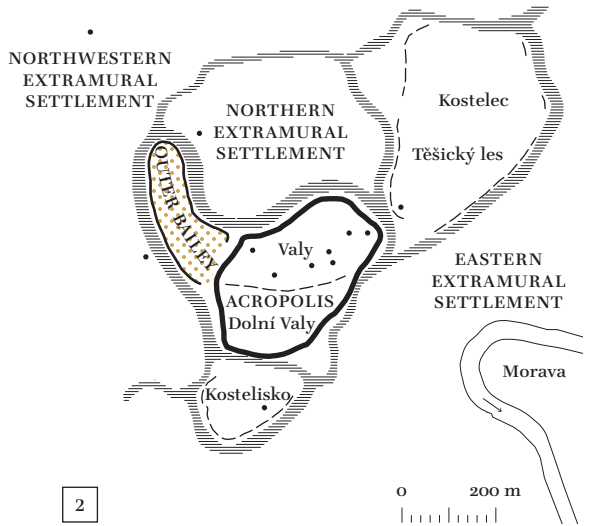 NORTHWESTERN
EXTRAMURAL
SETTLEMENT
NORTHERN
EXTRAMURAL
SETTLEMENT
Kostelec
Těšický les
OUTER BAILEY
Valy
ACROPOLIS
Dolní Valy
EASTERN
EXTRAMURAL
SETTLEMENT
Morava
Kostelisko
2
0 200 m